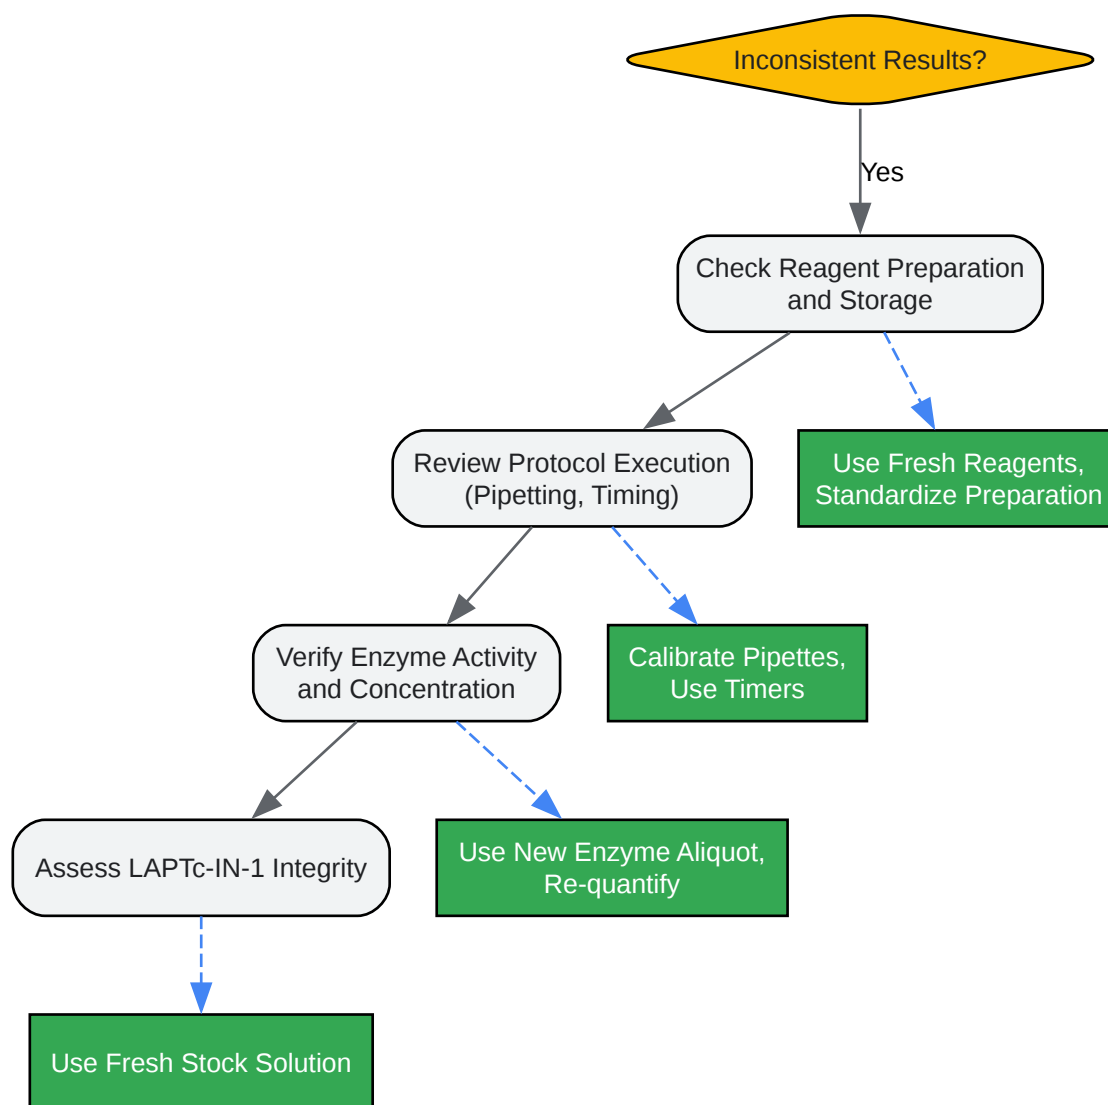 Inconsistent Results?
Yes
Check Reagent Preparation
and Storage
Review Protocol Execution
(Pipetting, Timing)
Use Fresh Reagents,
Standardize Preparation
Verify Enzyme Activity
and Concentration
Calibrate Pipettes,
Use Timers
Assess LAPTc-IN-1 Integrity
Use New Enzyme Aliquot,
Re-quantify
Use Fresh Stock Solution